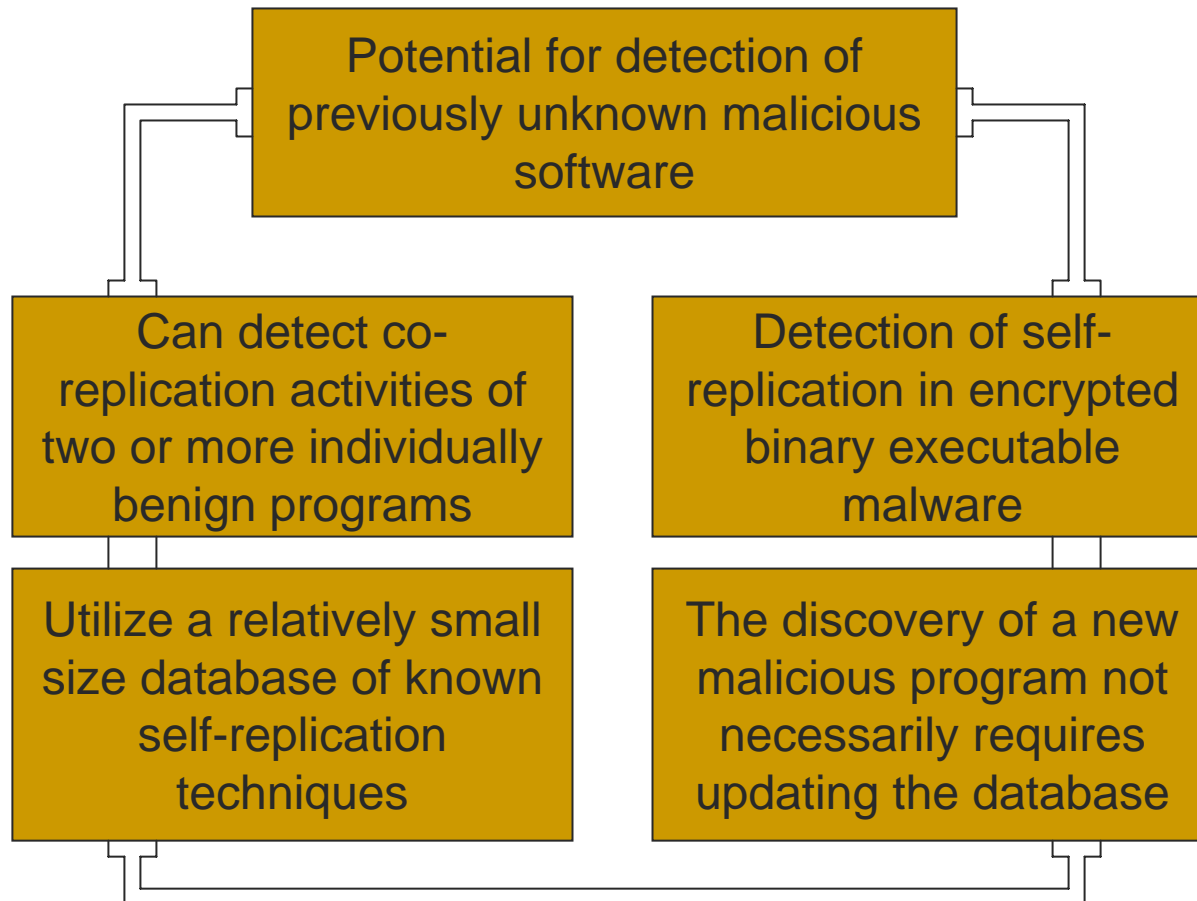 Potential for detection of
previously unknown malicious
software
Can detect co-
replication activities of
two or more individually
benign programs
Detection of self-
replication in encrypted
binary executable
malware
Utilize a relatively small
size database of known
self-replication
techniques
The discovery of a new
malicious program not
necessarily requires
updating the database